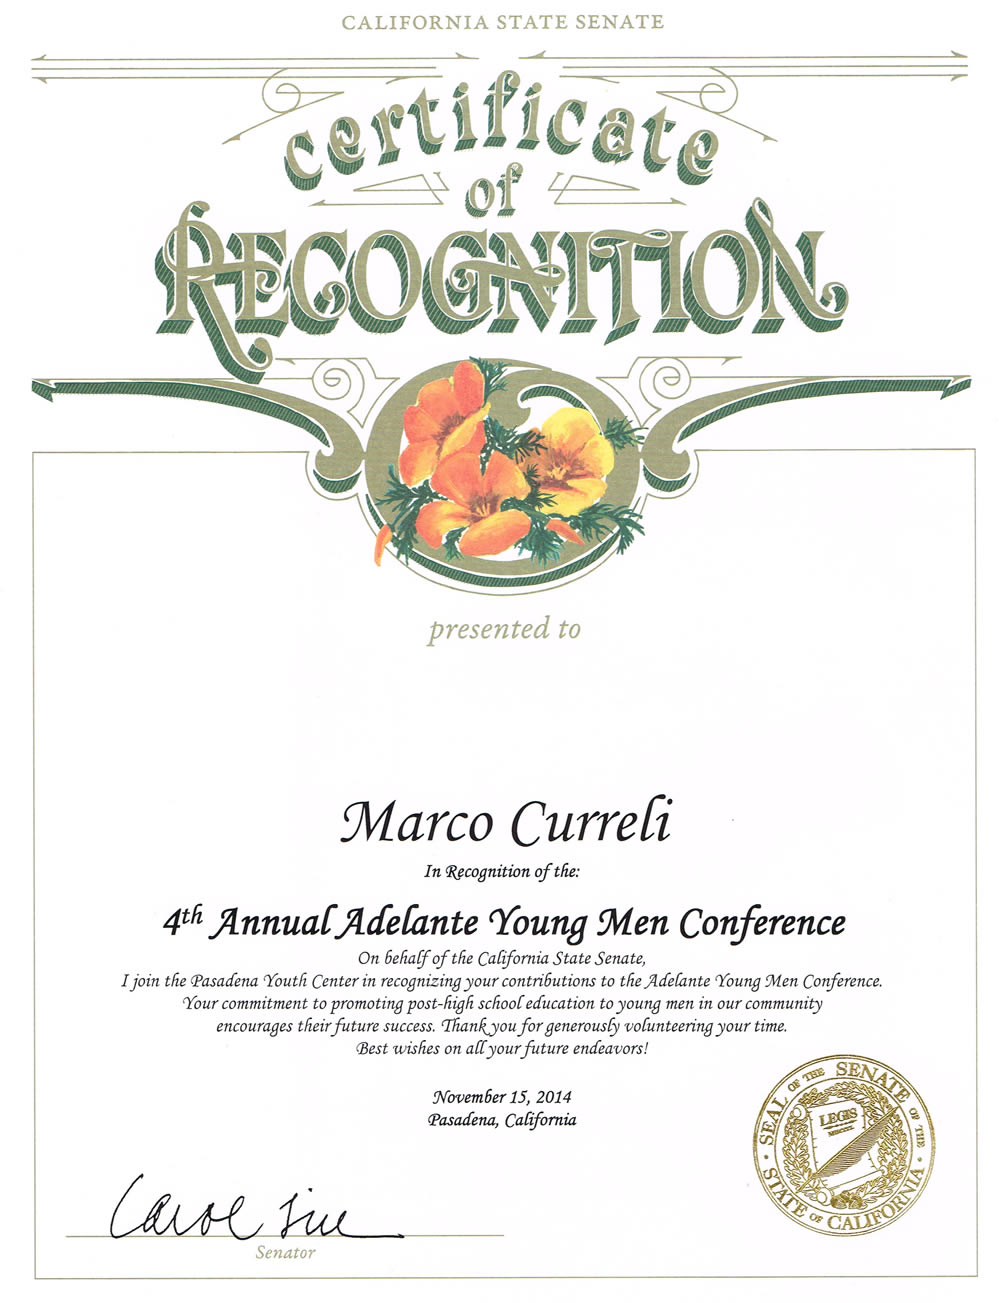 CALIFORNIA STATE SENATE
certificate
of
RECOGNITION
presented to
Marco Curreli
In Recognition of the:
4th Annual Adelante Young Men Conference
On behalf of the California State Senate,
I join the Pasadena Youth Center in recognizing your contributions to the Adelante Young Men Conference.
Your commitment to promoting post-high school education to young men in our community
encourages their future success. Thank you for generously volunteering your time.
Best wishes on all your future endeavors!
November 15, 2014
Pasadena, California
SEAL OF THE SENATE OF THE
STATE OF CALIFORNIA
LEGIS
Carol Liu
Senator